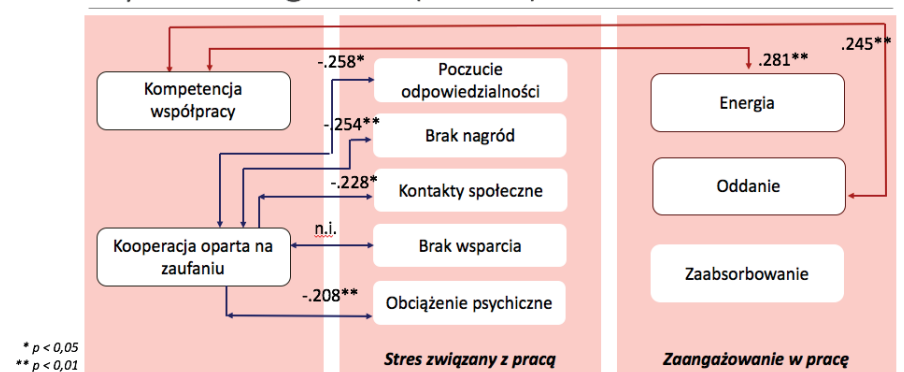 .245**
-.258*
.281**
Poczucie
odpowiedzialności
Kompetencja
współpracy
Energia
-.254**
Brak nagród
-.228*
Kontakty społeczne
Oddanie
n.i.
Kooperacja oparta na
zaufaniu
Brak wsparcia
Zaabsorbowanie
-.208**
Obciążenie psychiczne
* p < 0,05
** p < 0,01
Stres związany z pracą
Zaangażowanie w pracę